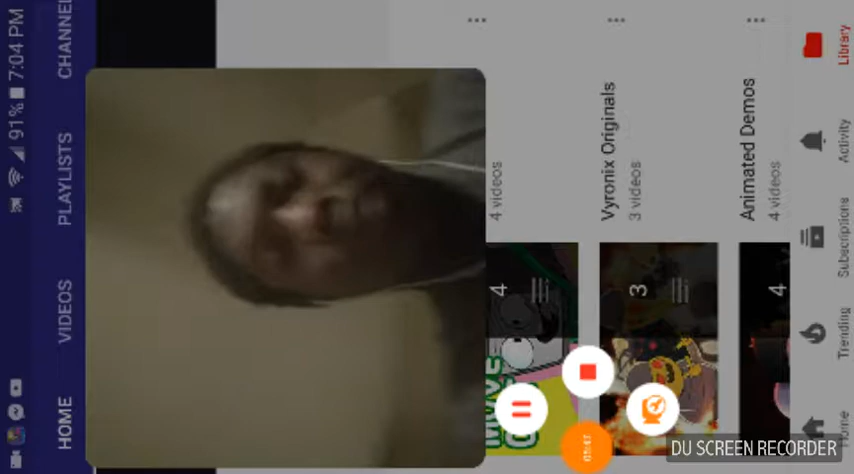 91% 7:04 PM
HOME VIDEOS PLAYLISTS CHANNEL
4 videos
4
Vyronix Originals
3 videos
3
Animated Demos
4 videos
4
Home Trending Subscriptions Activity Library
DU SCREEN RECORDER